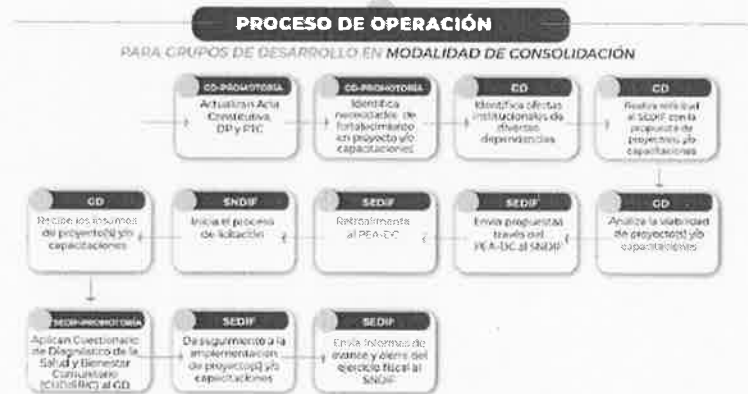 PROCESO DE OPERACIÓN
PARA GRUPOS DE DESARROLLO EN MODALIDAD DE CONSOLIDACIÓN
GD-PROMOTORÍA
Actualizan Acta
Constitutiva,
DP y PTC
GD-PROMOTORÍA
Identifica
necesidades de
fortalecimiento
en proyecto y/o
capacitaciones
GD
Identifica ofertas
institucionales de
diversas
dependencias
GD
Realiza solicitud
al SEDIF con la
propuesta de
proyecto(s) y/o
capacitaciones
GD
Recibe los insumos
de proyecto(s) y/o
capacitaciones
SNDIF
Inicia el proceso
de licitación
SEDIF
Retroalimenta
al PEA-DC
SEDIF
Envía propuesta a
través del
PEA-DC al SNDIF
GD
Analiza la viabilidad
de proyecto(s) y/o
capacitaciones
SEDIF-PROMOTORÍA
Aplican Cuestionario
de Diagnóstico de la
Salud y Bienestar
Comunitario
al GD
SEDIF
Da seguimiento a la
implementación
de proyecto(s) y/o
capacitaciones
SEDIF
Envía informes de
avance y cierre del
ejercicio fiscal al
SNDIF